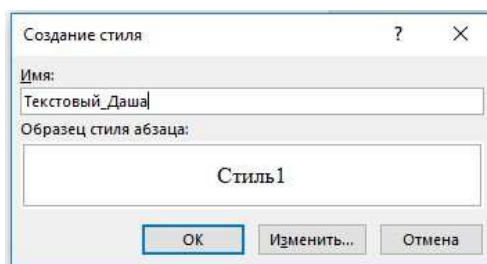 Создание стиля ?
Имя:
Текстовый_Даша
Образец стиля абзаца:
Стиль1
ОК Изменить... Отмена